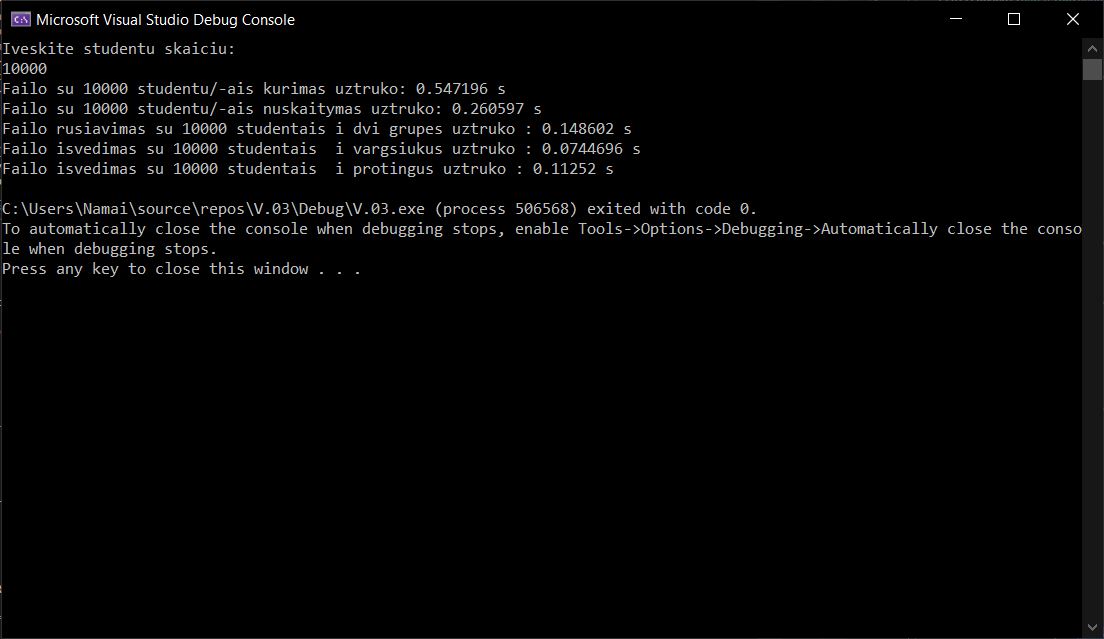 Microsoft Visual Studio Debug Console
Iveskite studentu skaiciu:
10000
Failo su 10000 studentu/-ais kurimas uztruko: 0.547196 s
Failo su 10000 studentu/-ais nuskaitymas uztruko: 0.260597 s
Failo rusiavimas su 10000 studentais i dvi grupes uztruko : 0.148602 s
Failo isvedimas su 10000 studentais  i vargsiukus uztruko : 0.0744696 s
Failo isvedimas su 10000 studentais  i protingus uztruko : 0.11252 s
C:\Users\Namai\source\repos\V.03\Debug\V.03.exe (process 506568) exited with code 0.
To automatically close the console when debugging stops, enable Tools->Options->Debugging->Automatically close the conso
le when debugging stops.
Press any key to close this window . . .